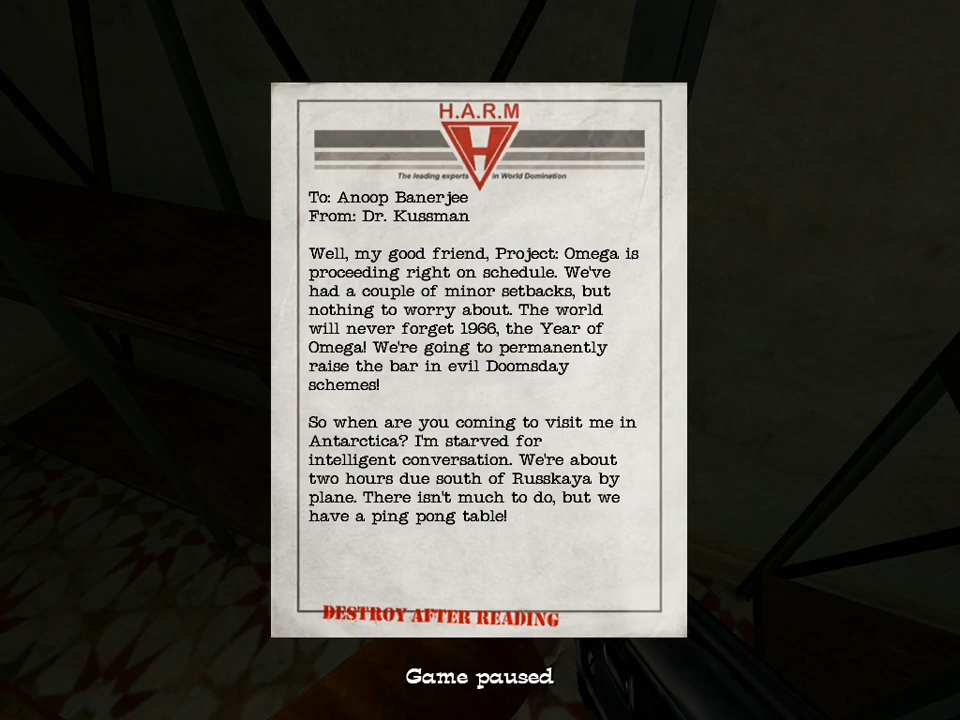 H.A.R.M
H
The leading experts in World Domination
To: Anoop Banerjee
From: Dr. Kussman
Well, my good friend, Project: Omega is
proceeding right on schedule. We've
had a couple of minor setbacks, but
nothing to worry about. The world
will never forget 1966, the Year of
Omega! We're going to permanently
raise the bar in evil Doomsday
schemes!
So when are you coming to visit me in
Antarctica? I'm starved for
intelligent conversation. We're about
two hours due south of Russkaya by
plane. There isn't much to do, but we
have a ping pong table!
DESTROY AFTER READING
Game paused